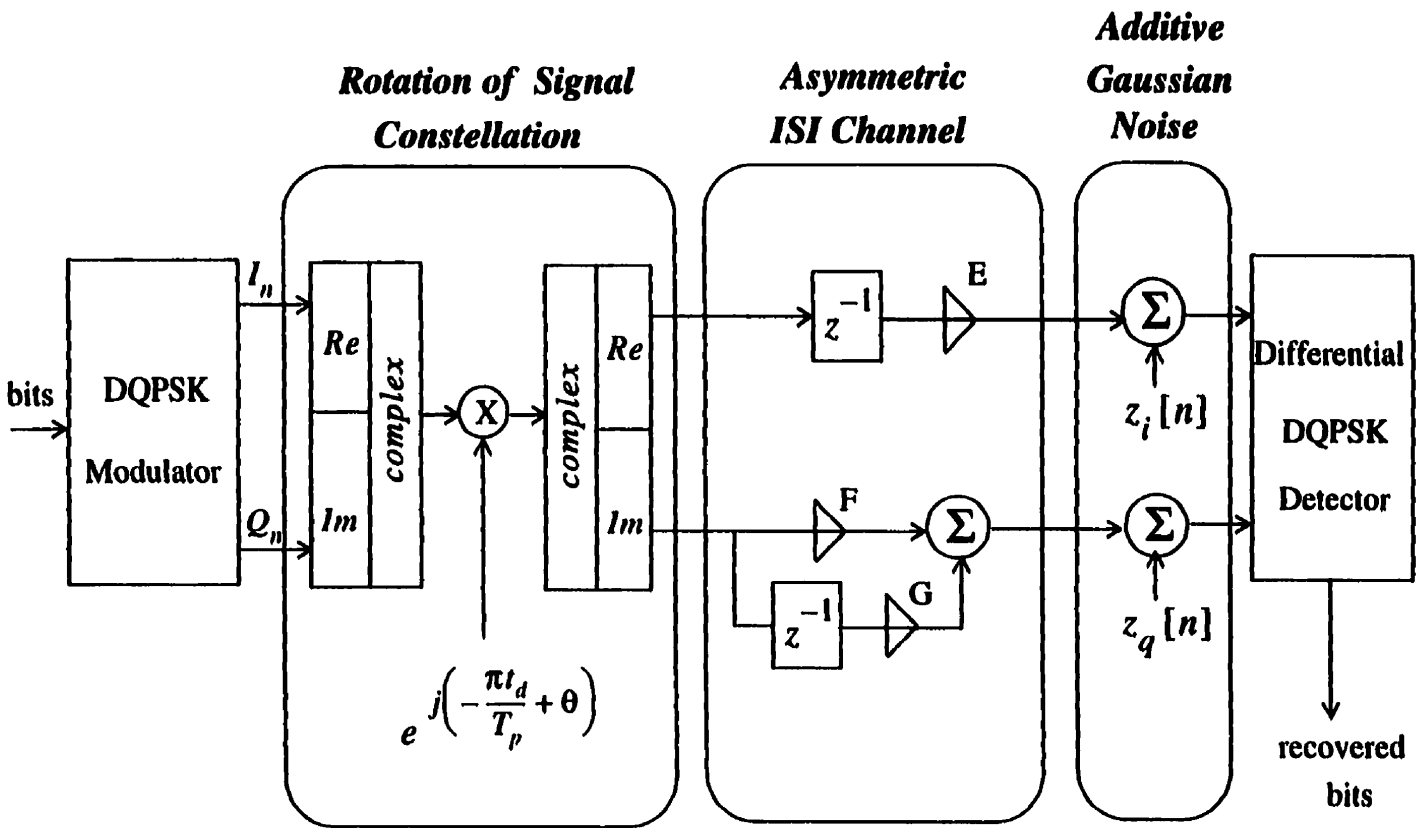 Rotation of Signal
Constellation
Asymmetric
ISI Channel
Additive
Gaussian
Noise
bits
DQPSK
Modulator
I_n
Q_n
Re
Im
complex
X
e^{j(-\frac{πt_d}{T_p} + θ)}
complex
Re
Im
z^{-1}
E
F
z^{-1}
G
Σ
Σ
z_i[n]
Σ
z_q[n]
Differential
DQPSK
Detector
recovered
bits